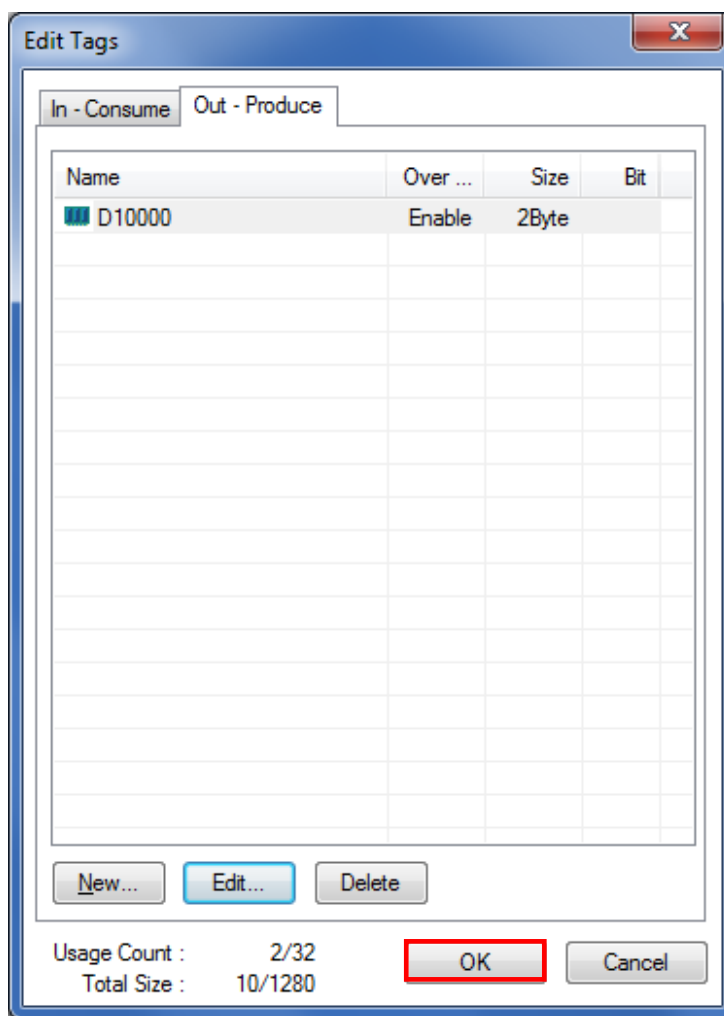 Edit Tags
In - Consume Out - Produce
Name Over ... Size Bit
D10000 Enable 2Byte
New... Edit... Delete
Usage Count : 2/32
Total Size : 10/1280
OK Cancel